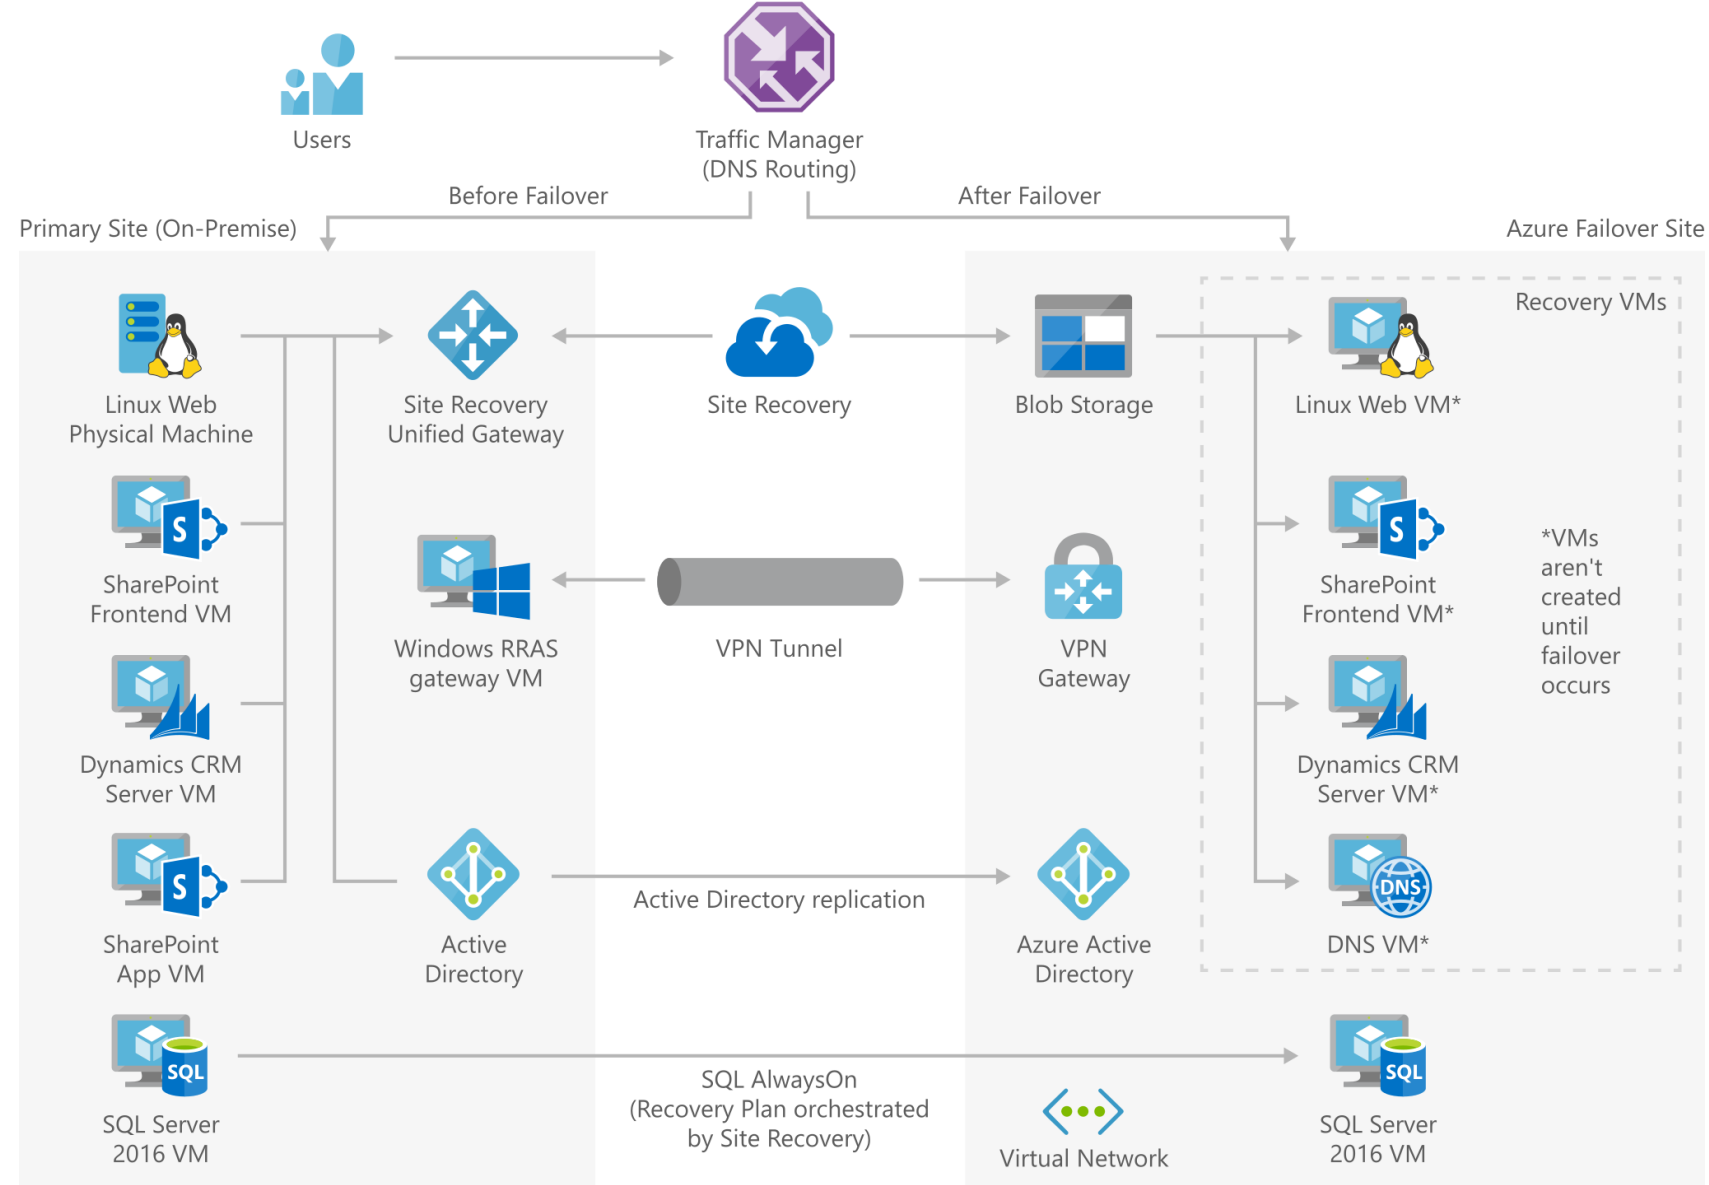 Users
Traffic Manager
(DNS Routing)
Before Failover
After Failover
Primary Site (On-Premise)
Azure Failover Site
Recovery VMs
Linux Web
Physical Machine
Site Recovery
Unified Gateway
Site Recovery
Blob Storage
Linux Web VM*
S
SharePoint
Frontend VM
Windows RRAS
gateway VM
VPN Tunnel
VPN
Gateway
S
SharePoint
Frontend VM*
*VMs
aren't
created
until
failover
occurs
Dynamics CRM
Server VM
Dynamics CRM
Server VM*
S
SharePoint
App VM
Active
Directory
Active Directory replication
Azure Active
Directory
DNS
DNS VM*
SQL
SQL Server
2016 VM
SQL AlwaysOn
(Recovery Plan orchestrated
by Site Recovery)
Virtual Network
SQL
SQL Server
2016 VM